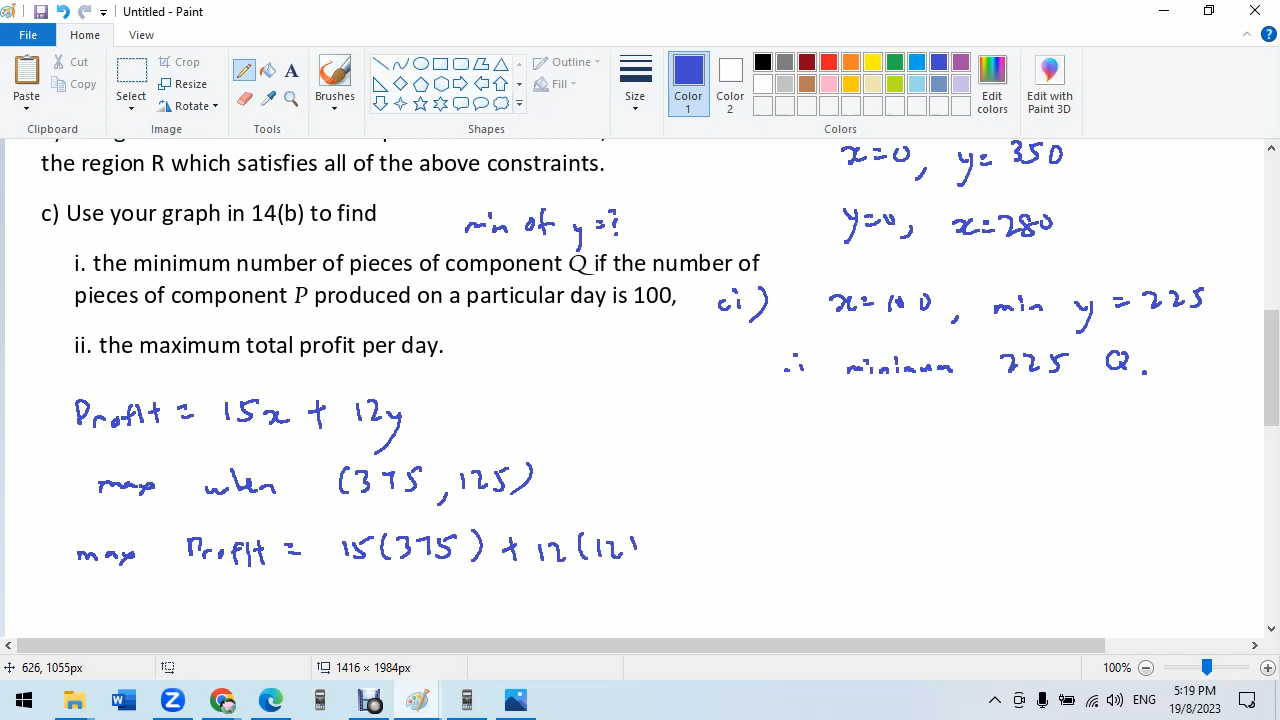 Untitled - Paint
File
Home
View
Paste
Cut
Copy
Clipboard
Select
Crop
Resize
Rotate
Image
Tools
Brushes
Shapes
Outline
Fill
Size
Color 1
Color 2
Edit colors
Edit with Paint 3D
Colors
the region R which satisfies all of the above constraints.
x=0, y=350
c) Use your graph in 14(b) to find
min of y=?
y=0, x=280
i. the minimum number of pieces of component Q if the number of
pieces of component P produced on a particular day is 100,
ci) x=100, min y=225
ii. the maximum total profit per day.
∴ minimum 225 Q.
Profit = 15x + 12y
max when (375, 125)
max Profit = 15(375) + 12(12
626, 1055px
1416 × 1984px
100%
ENG
5:19 PM
19/8/2023